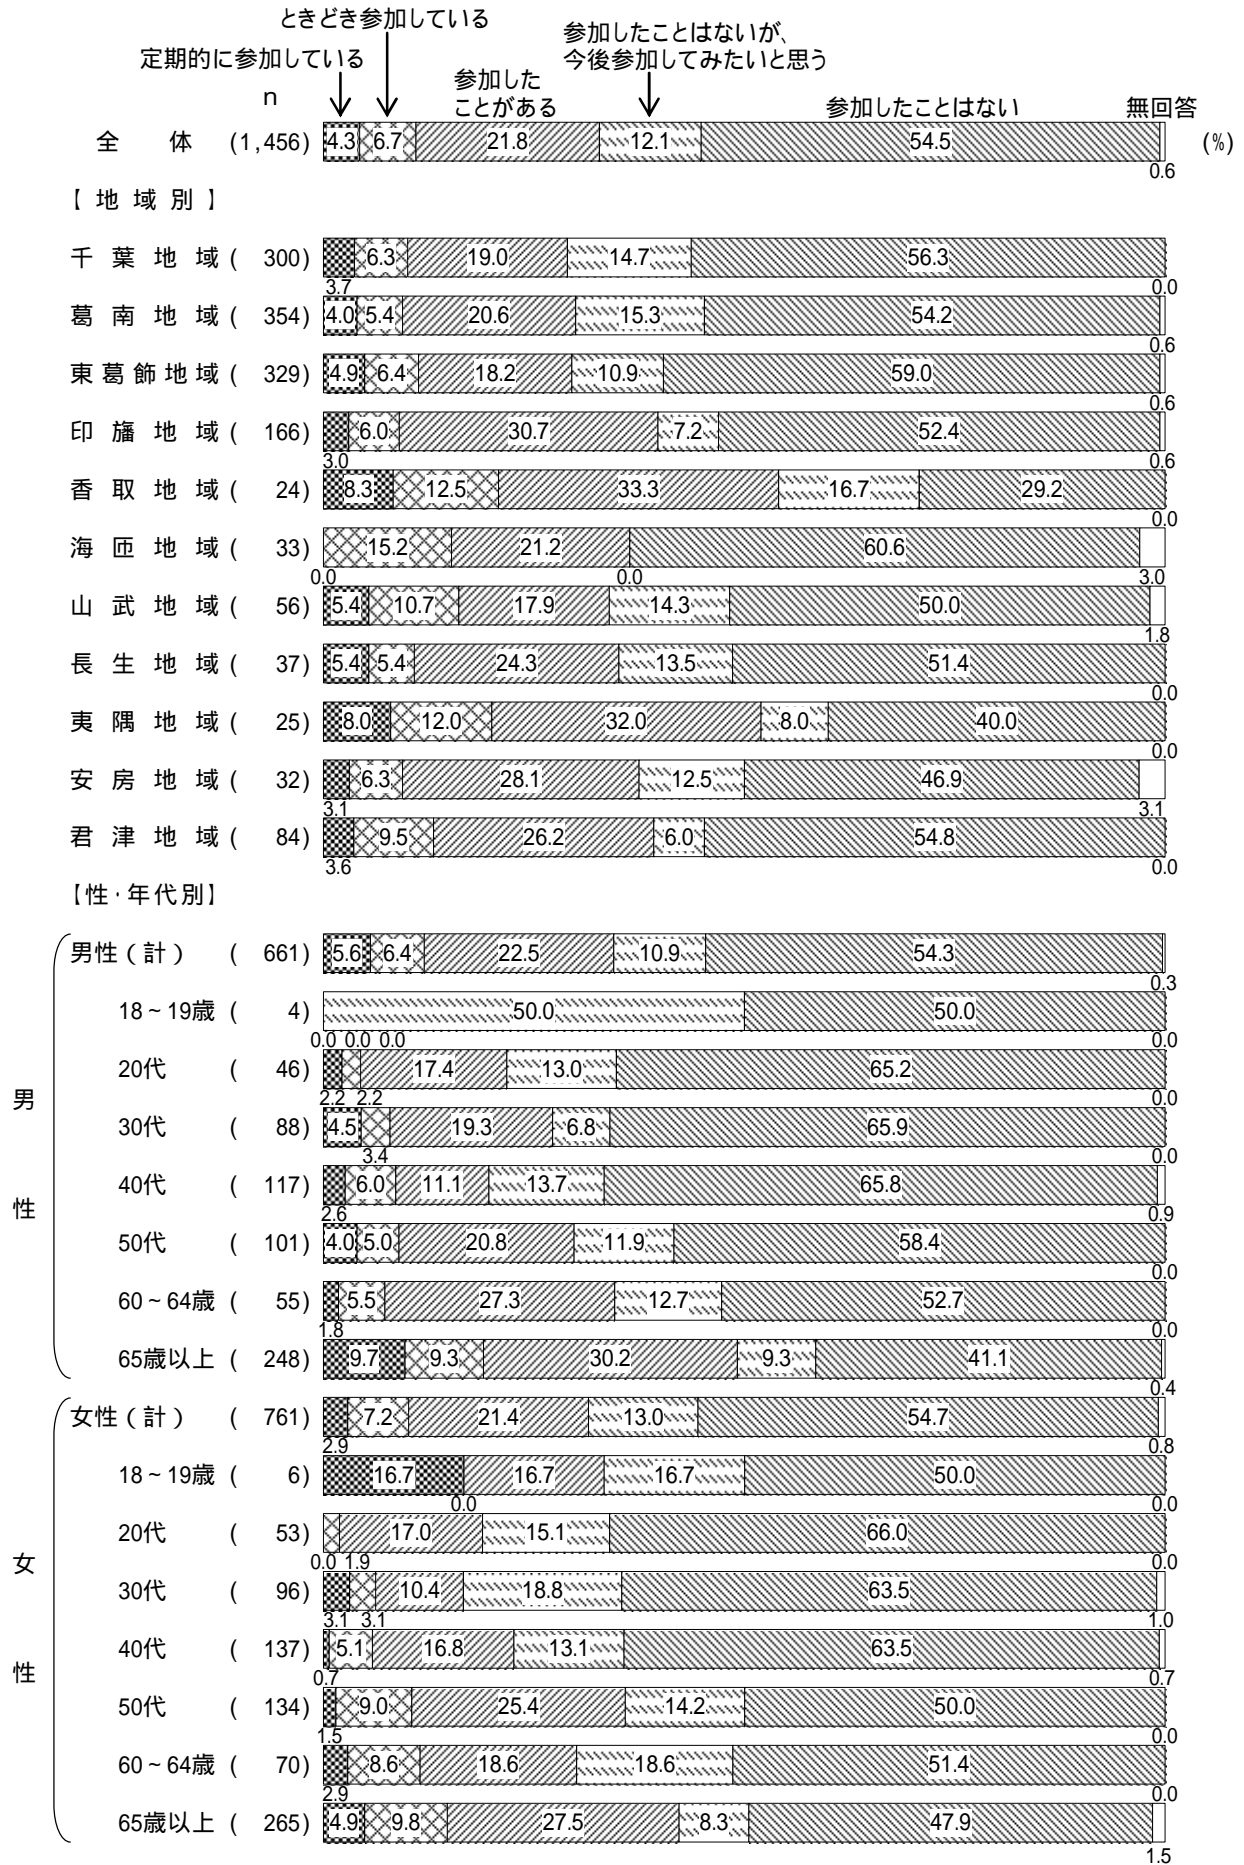 ときどき参加している
定期的に参加している
参加した
ことがある
参加したことはないが、
今後参加してみたいと思う
参加したことはない
無回答
n
全 体 (1,456) 4.3 6.7 21.8 12.1 54.5 (%)
0.6
【地域別】
千葉地域( 300) 6.3 19.0 14.7 56.3
3.7 0.0
葛南地域( 354) 4.0 5.4 20.6 15.3 54.2
0.6
東葛飾地域( 329) 4.9 6.4 18.2 10.9 59.0
0.6
印旛地域( 166) 6.0 30.7 7.2 52.4
3.0 0.6
香取地域( 24) 8.3 12.5 33.3 16.7 29.2
0.0
海匝地域( 33) 15.2 21.2 60.6
0.0 0.0 3.0
山武地域( 56) 5.4 10.7 17.9 14.3 50.0
1.8
長生地域( 37) 5.4 5.4 24.3 13.5 51.4
0.0
夷隅地域( 25) 8.0 12.0 32.0 8.0 40.0
0.0
安房地域( 32) 6.3 28.1 12.5 46.9
3.1 3.1
君津地域( 84) 9.5 26.2 6.0 54.8
3.6 0.0
【性・年代別】
男性(計) ( 661) 5.6 6.4 22.5 10.9 54.3
0.3
18~19歳 ( 4) 50.0 50.0
0.0 0.0 0.0 0.0
20代 ( 46) 17.4 13.0 65.2
2.2 2.2 0.0
30代 ( 88) 4.5 19.3 6.8 65.9
3.4 0.0
40代 ( 117) 6.0 11.1 13.7 65.8
2.6 0.9
50代 ( 101) 4.0 5.0 20.8 11.9 58.4
0.0
60~64歳 ( 55) 5.5 27.3 12.7 52.7
1.8 0.0
65歳以上 ( 248) 9.7 9.3 30.2 9.3 41.1
0.4
男
性
女性(計) ( 761) 7.2 21.4 13.0 54.7
2.9 0.8
18~19歳 ( 6) 16.7 16.7 16.7 50.0
0.0 0.0
20代 ( 53) 17.0 15.1 66.0
0.0 1.9 0.0
30代 ( 96) 10.4 18.8 63.5
3.1 3.1 1.0
40代 ( 137) 5.1 16.8 13.1 63.5
0.7 0.7
50代 ( 134) 9.0 25.4 14.2 50.0
1.5 0.0
60~64歳 ( 70) 8.6 18.6 18.6 51.4
2.9 0.0
65歳以上 ( 265) 4.9 9.8 27.5 8.3 47.9
1.5
女
性